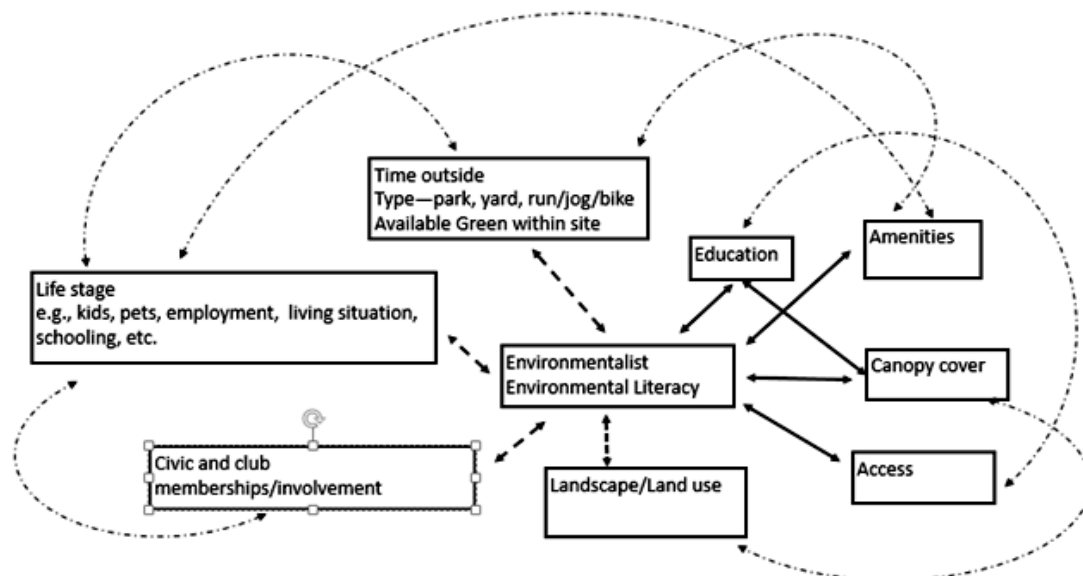 Time outside
Type—park, yard, run/jog/bike
Available Green within site
Education
Amenities
Life stage
e.g., kids, pets, employment, living situation,
schooling, etc.
Environmentalist
Environmental Literacy
Canopy cover
Civic and club
memberships/involvement
Landscape/Land use
Access